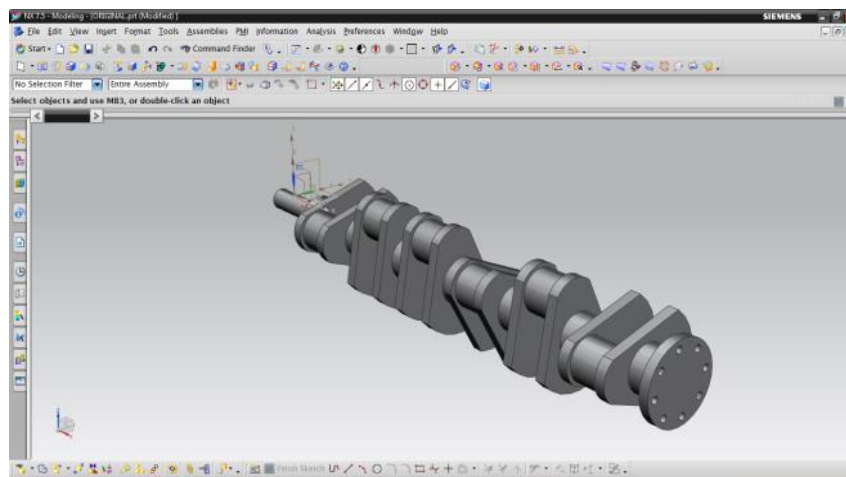 NX 7.5 - Modeling - [ORIGINAL.prt (Modified) ]
SIEMENS
File Edit View Insert Format Tools Assemblies PMI Information Analysis Preferences Window Help
Start Command Finder
No Selection Filter Entire Assembly
Select objects and use MB3, or double-click an object
Finish Sketch